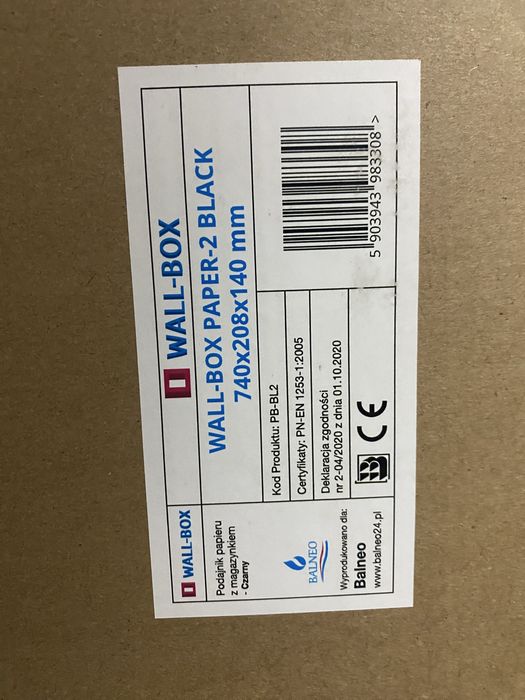 WALL-BOX
WALL-BOX
Podajnik papieru
z magazynkiem
- Czarny
WALL-BOX PAPER-2 BLACK
740x208x140 mm
BALNEO
Wyprodukowano dla:
Balneo
www.balneo24.pl
Kod Produktu: PB-BL2
Certyfikaty: PN-EN 1253-1:2005
Deklaracja zgodności
nr 2-04/2020 z dnia 01.10.2020
B CE
5 903943 983308 >